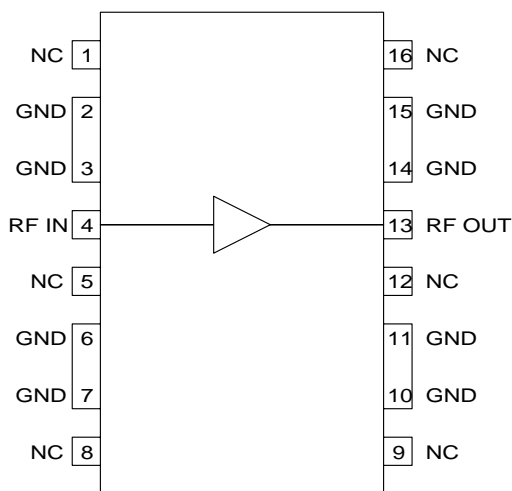 NC 1 16 NC
GND 2 15 GND
GND 3 14 GND
RF IN 4 13 RF OUT
NC 5 12 NC
GND 6 11 GND
GND 7 10 GND
NC 8 9 NC